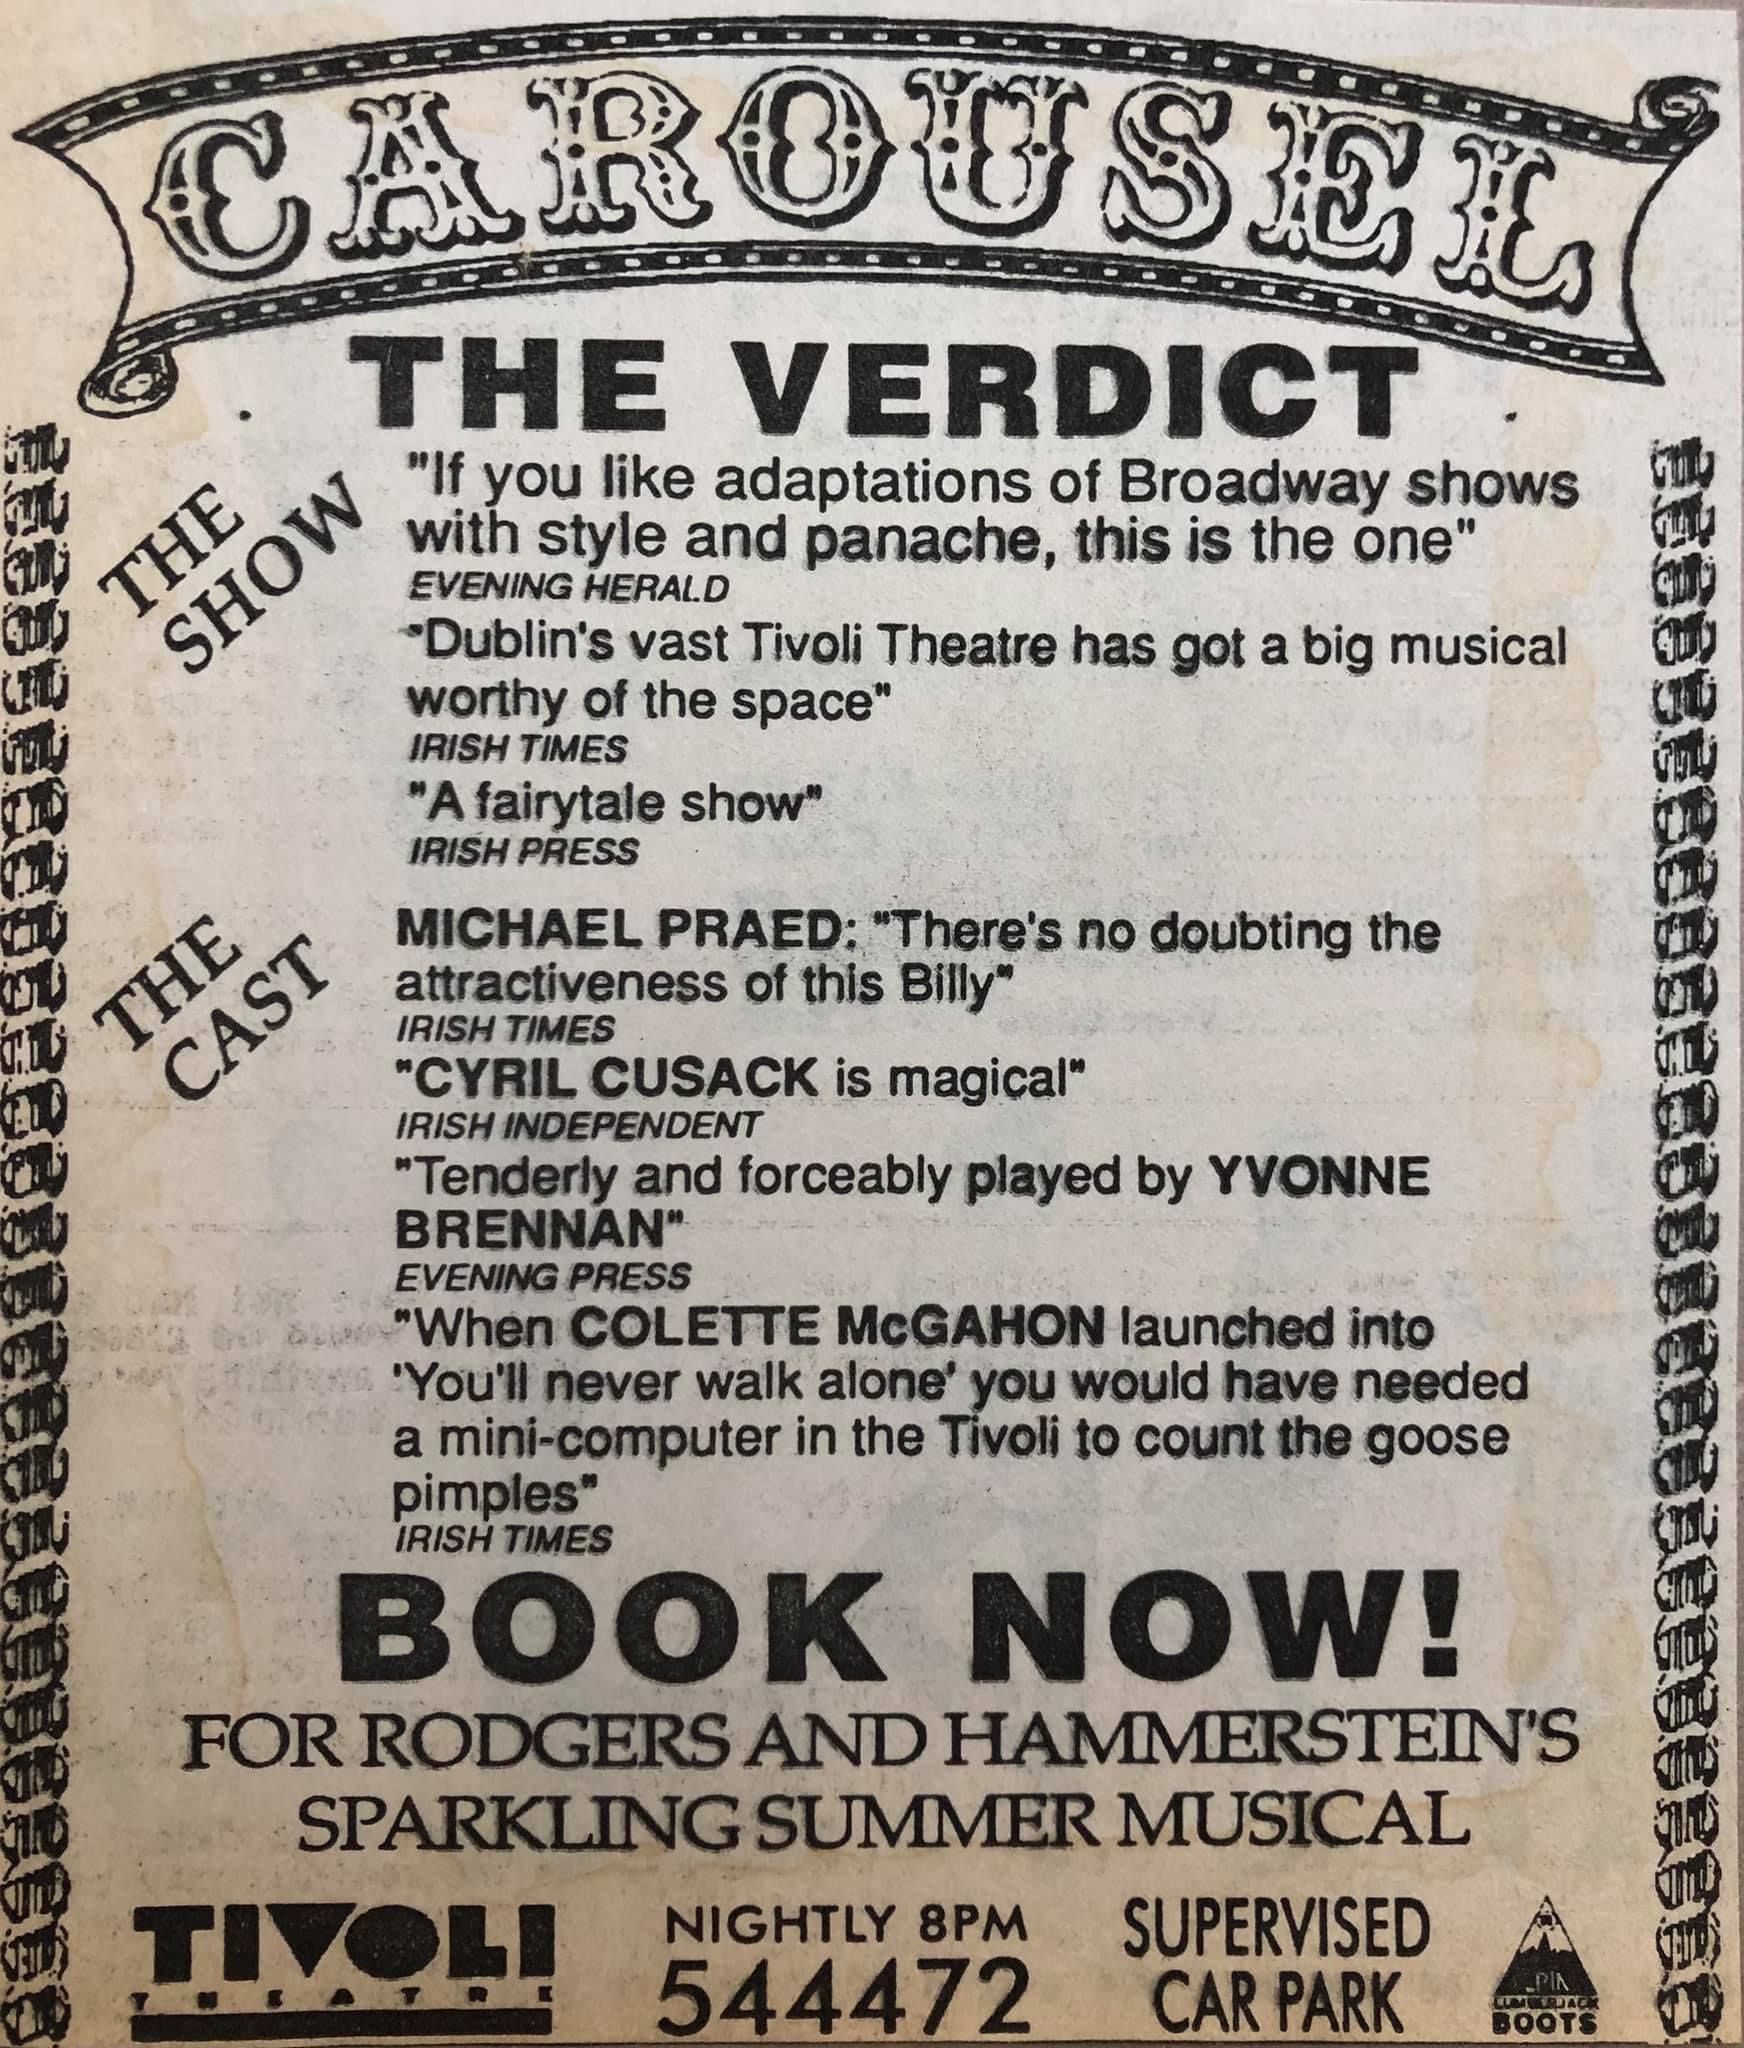 CAROUSEL
THE VERDICT
THE
SHOW
"If you like adaptations of Broadway shows
with style and panache, this is the one"
EVENING HERALD
"Dublin's vast Tivoli Theatre has got a big musical
worthy of the space"
IRISH TIMES
"A fairytale show"
IRISH PRESS
THE
CAST
MICHAEL PRAED: "There's no doubting the
attractiveness of this Billy"
IRISH TIMES
"CYRIL CUSACK is magical"
IRISH INDEPENDENT
"Tenderly and forceably played by YVONNE
BRENNAN"
EVENING PRESS
"When COLETTE McGAHON launched into
'You'll never walk alone' you would have needed
a mini-computer in the Tivoli to count the goose
pimples"
IRISH TIMES
BOOK NOW!
FOR RODGERS AND HAMMERSTEIN'S
SPARKLING SUMMER MUSICAL
TIVOLI
THEATRE
NIGHTLY 8PM
544472
SUPERVISED
CAR PARK
LUMBERJACK
BOOTS